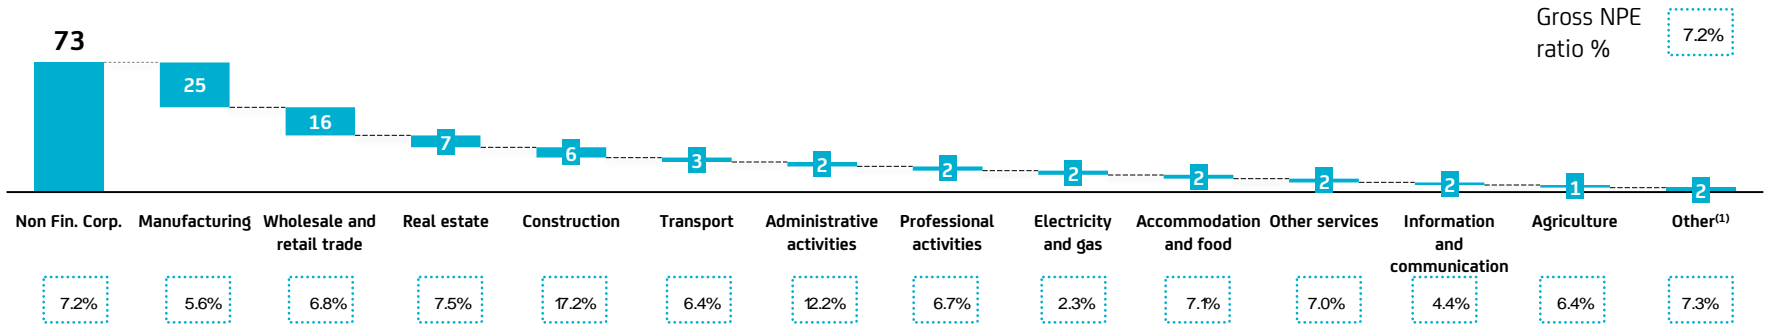 Gross NPE
ratio %
7.2%
73
25
16
7
6
3
2
2
2
2
2
2
1
2
Non Fin. Corp.
Manufacturing
Wholesale and
retail trade
Real estate
Construction
Transport
Administrative
activities
Professional
activities
Electricity
and gas
Accommodation
and food
Other services
Information
and
communication
Agriculture
Other(1)
7.2%
5.6%
6.8%
7.5%
17.2%
6.4%
12.2%
6.7%
2.3%
7.1%
7.0%
4.4%
6.4%
7.3%